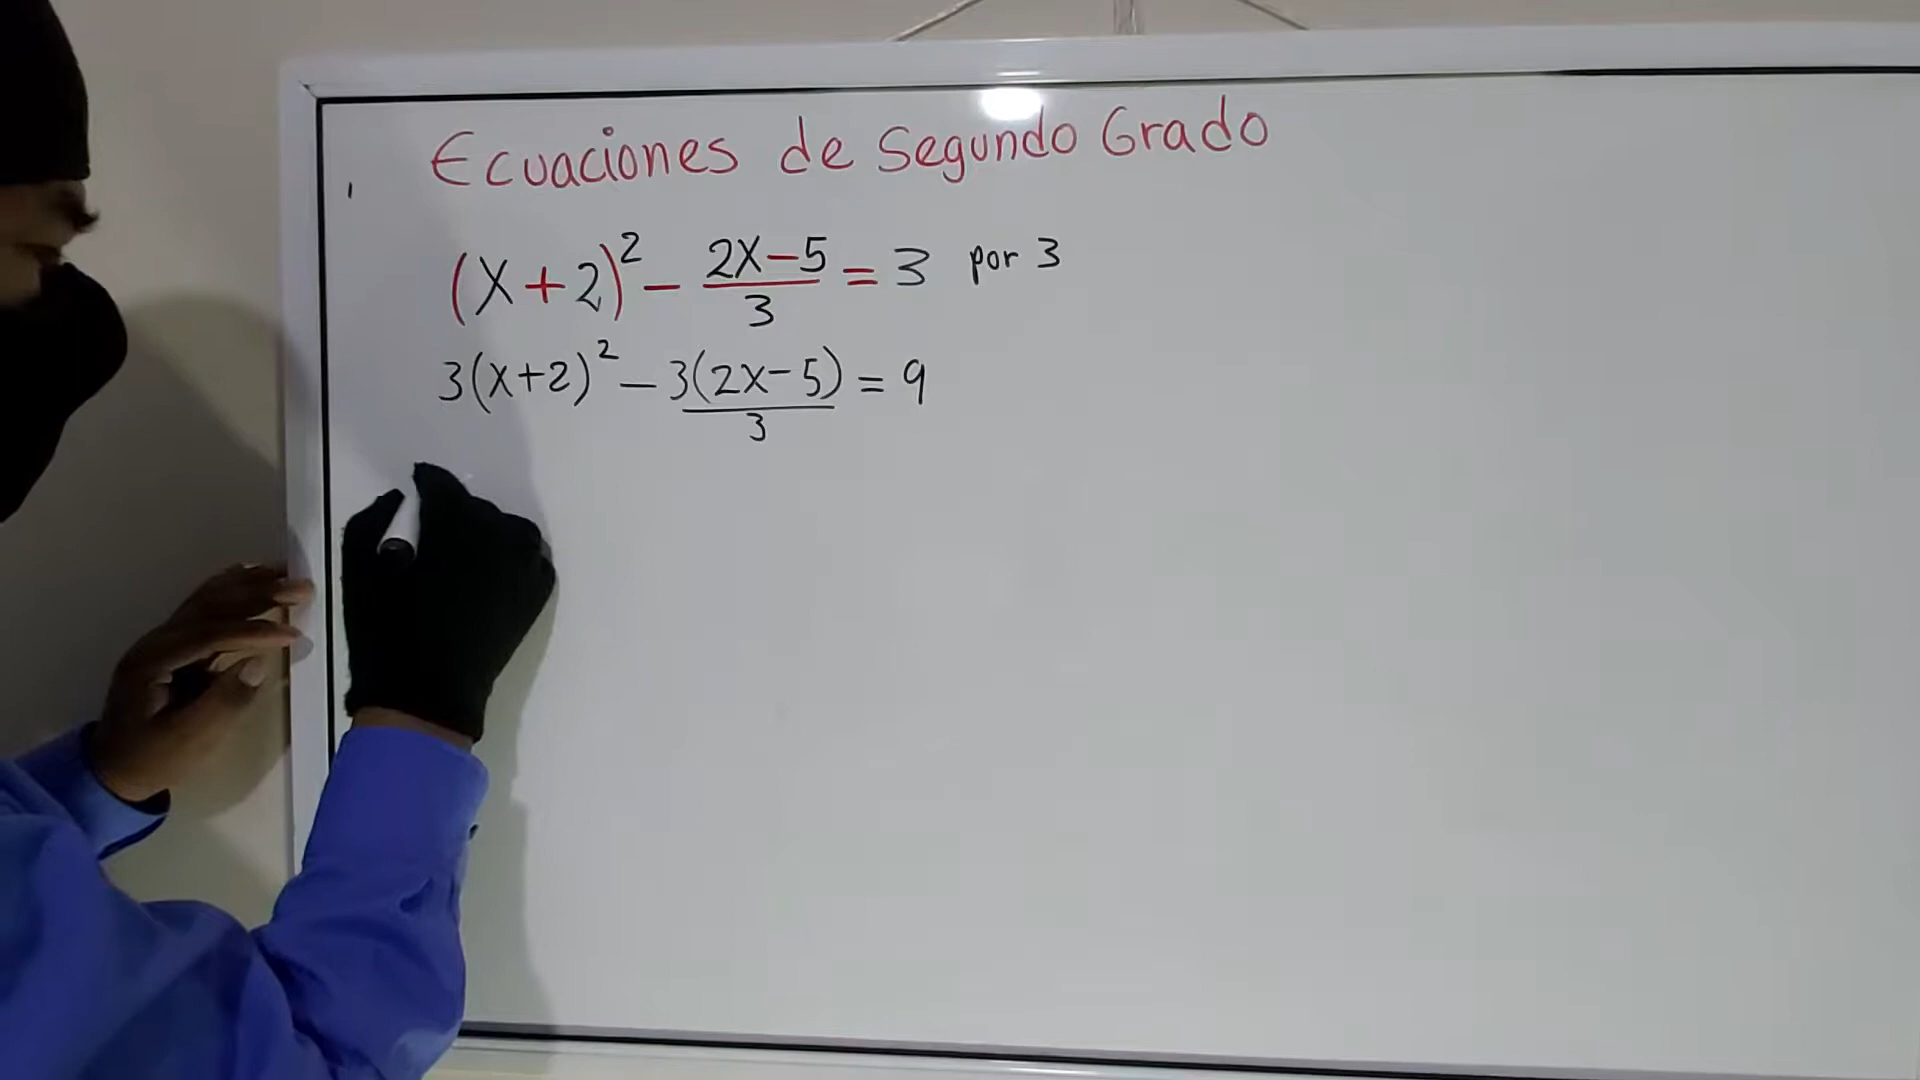 Ecuaciones de Segundo Grado
(x+2)² - (2x-5)/3 = 3 por 3
3(x+2)² - 3(2x-5)/3 = 9